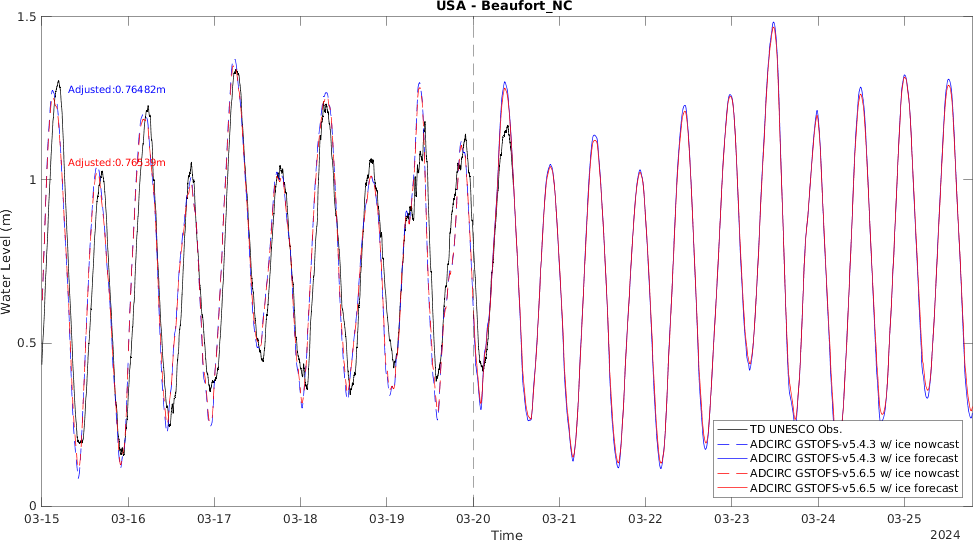 USA - Beaufort_NC
1.5
Adjusted:0.76482m
Adjusted:0.76539m
1
Water Level (m)
0.5
0
TD UNESCO Obs.
ADCIRC GSTOFS-v5.4.3 w/ ice nowcast
ADCIRC GSTOFS-v5.4.3 w/ ice forecast
ADCIRC GSTOFS-v5.6.5 w/ ice nowcast
ADCIRC GSTOFS-v5.6.5 w/ ice forecast
03-15 03-16 03-17 03-18 03-19 03-20 03-21 03-22 03-23 03-24 03-25
Time
2024